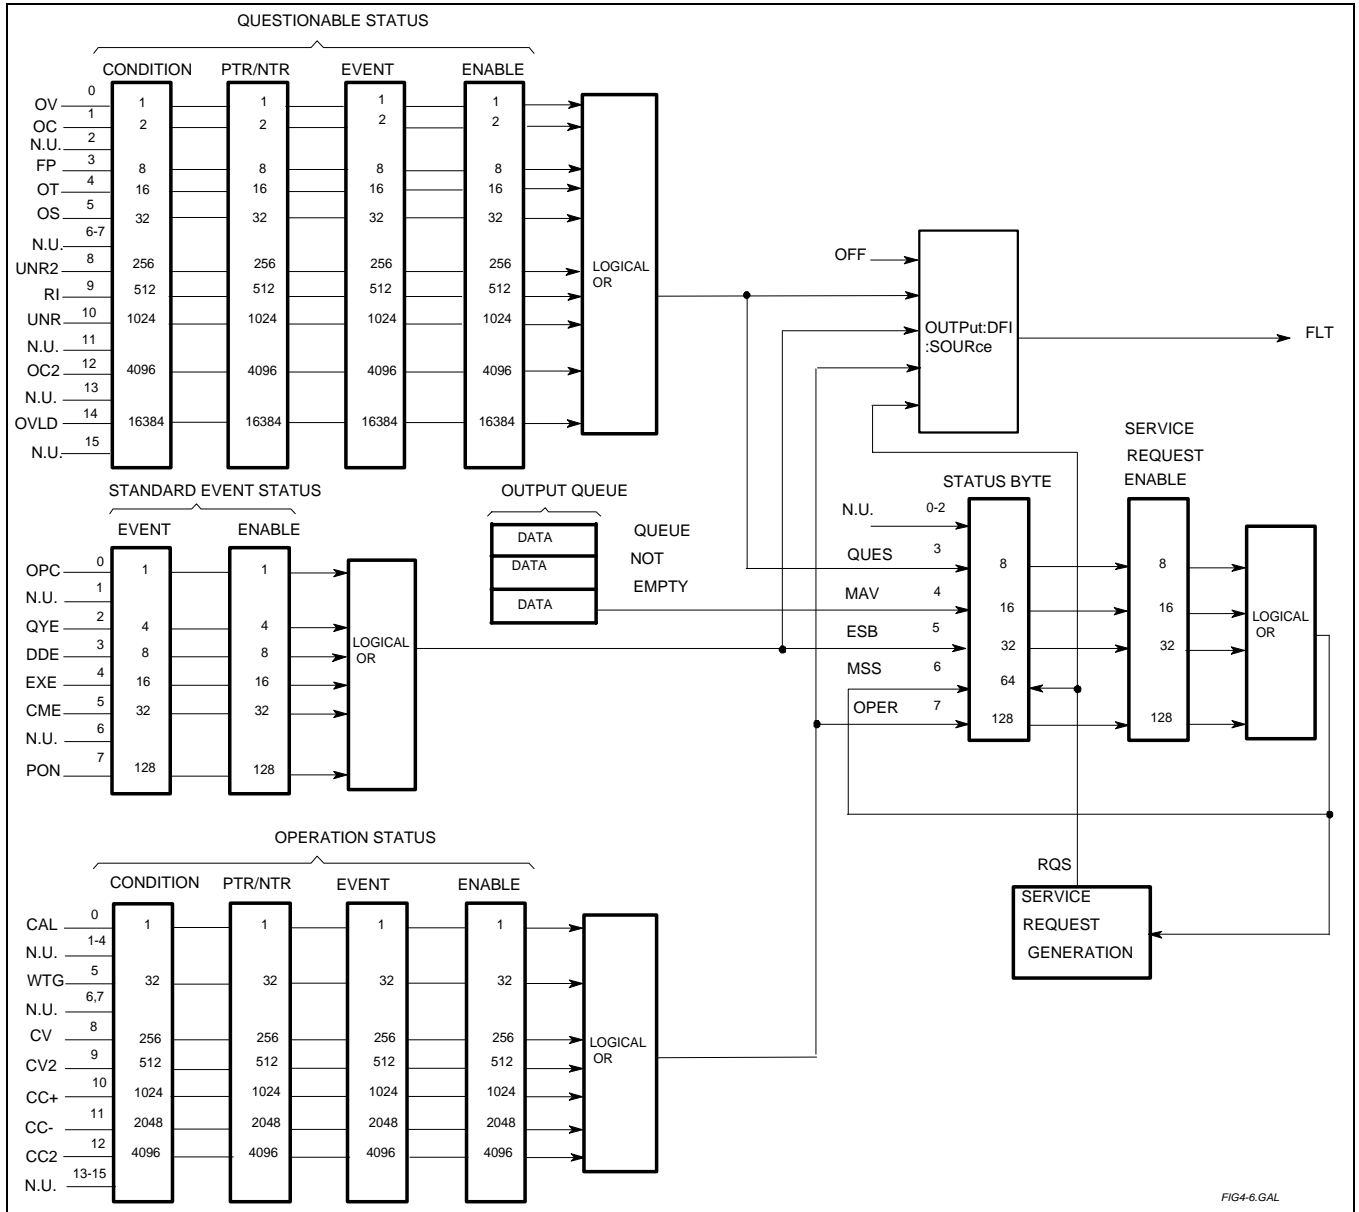 QUESTIONABLE STATUS
CONDITION PTR/NTR EVENT ENABLE
OV 0 1 1 1 1
OC 1 2 2 2 2
N.U. 2
FP 3 8 8 8 8
OT 4 16 16 16 16
OS 5 32 32 32 32
N.U. 6-7
UNR2 8 256 256 256 256
RI 9 512 512 512 512
UNR 10 1024 1024 1024 1024
N.U. 11
OC2 12 4096 4096 4096 4096
N.U. 13
OVLD 14 16384 16384 16384 16384
N.U. 15
LOGICAL
OR
OFF
OUTPut:DFI
:SOURce
FLT
STANDARD EVENT STATUS
EVENT ENABLE
OPC 0 1 1
N.U. 1
QYE 2 4 4
DDE 3 8 8
EXE 4 16 16
CME 5 32 32
N.U. 6
PON 7 128 128
LOGICAL
OR
OUTPUT QUEUE
DATA
DATA
DATA
QUEUE
NOT
EMPTY
STATUS BYTE
N.U. 0-2
QUES 3 8
MAV 4 16
ESB 5 32
MSS 6 64
OPER 7 128
SERVICE
REQUEST
ENABLE
8
16
32
128
LOGICAL
OR
RQS
SERVICE
REQUEST
GENERATION
OPERATION STATUS
CONDITION PTR/NTR EVENT ENABLE
CAL 0 1 1 1 1
N.U. 1-4
WTG 5 32 32 32 32
N.U. 6,7
CV 8 256 256 256 256
CV2 9 512 512 512 512
CC+ 10 1024 1024 1024 1024
CC- 11 2048 2048 2048 2048
CC2 12 4096 4096 4096 4096
N.U. 13-15
LOGICAL
OR
FIG4-6.GAL